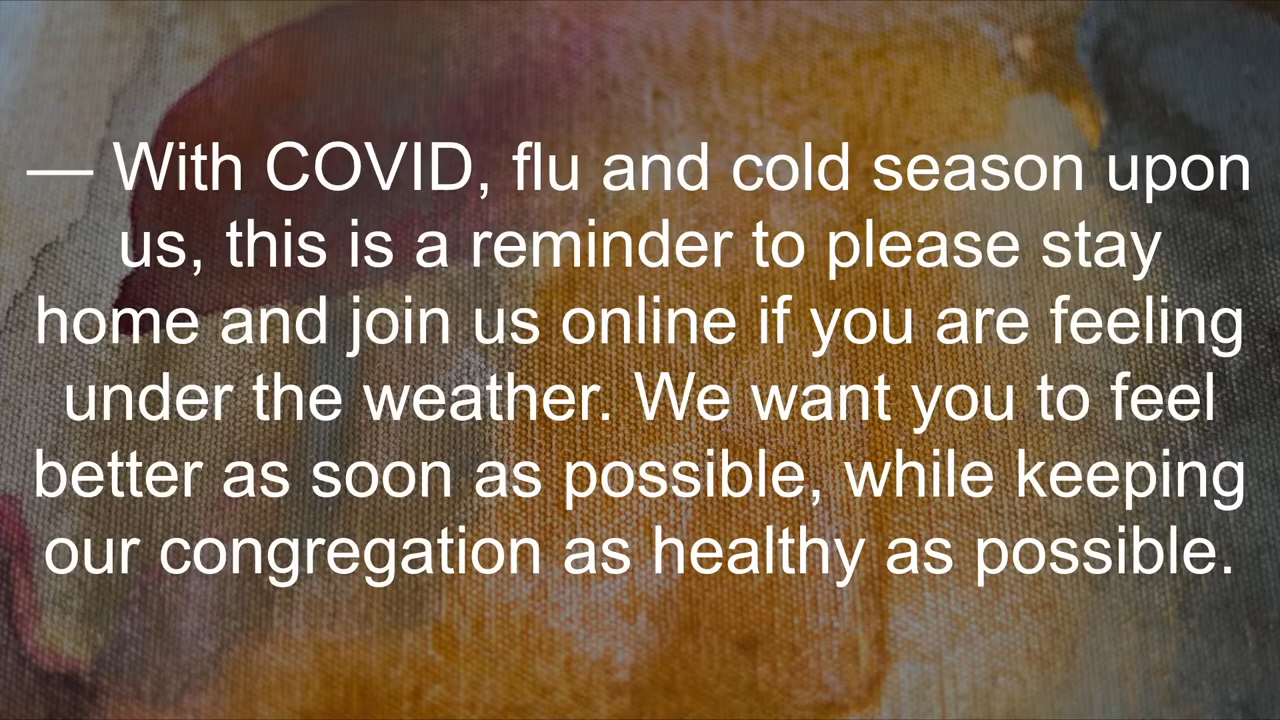 — With COVID, flu and cold season upon
us, this is a reminder to please stay
home and join us online if you are feeling
under the weather. We want you to feel
better as soon as possible, while keeping
our congregation as healthy as possible.